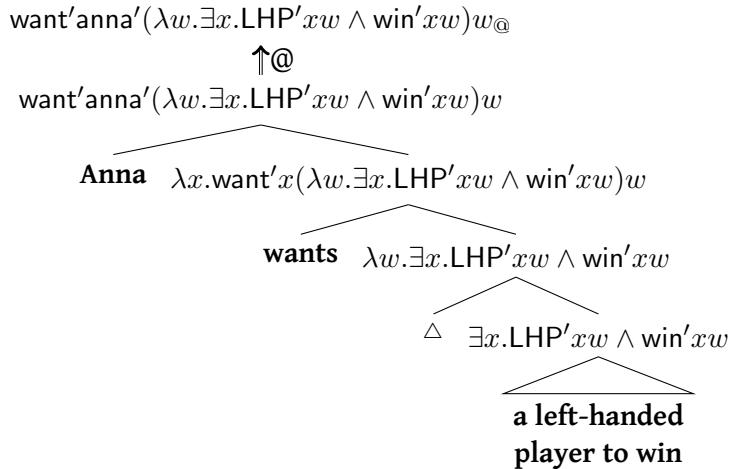 want′anna′(λw.∃x.LHP′xw ∧ win′xw)w@
⇑@
want′anna′(λw.∃x.LHP′xw ∧ win′xw)w
Anna λx.want′x(λw.∃x.LHP′xw ∧ win′xw)w
wants λw.∃x.LHP′xw ∧ win′xw
△ ∃x.LHP′xw ∧ win′xw
a left-handed
player to win